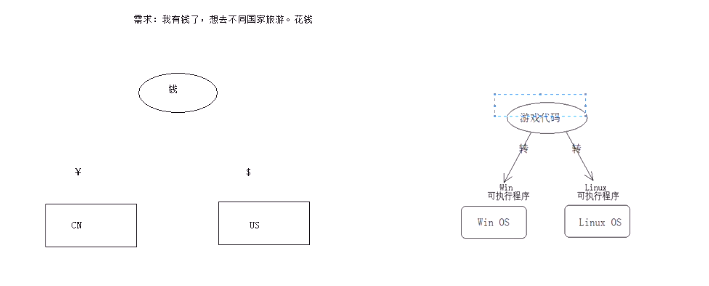 需求：我有钱了，想去不同国家旅游。花钱
钱
¥
$
CN
US
游戏代码
转
转
Win
可执行程序
Linux
可执行程序
Win OS
Linux OS